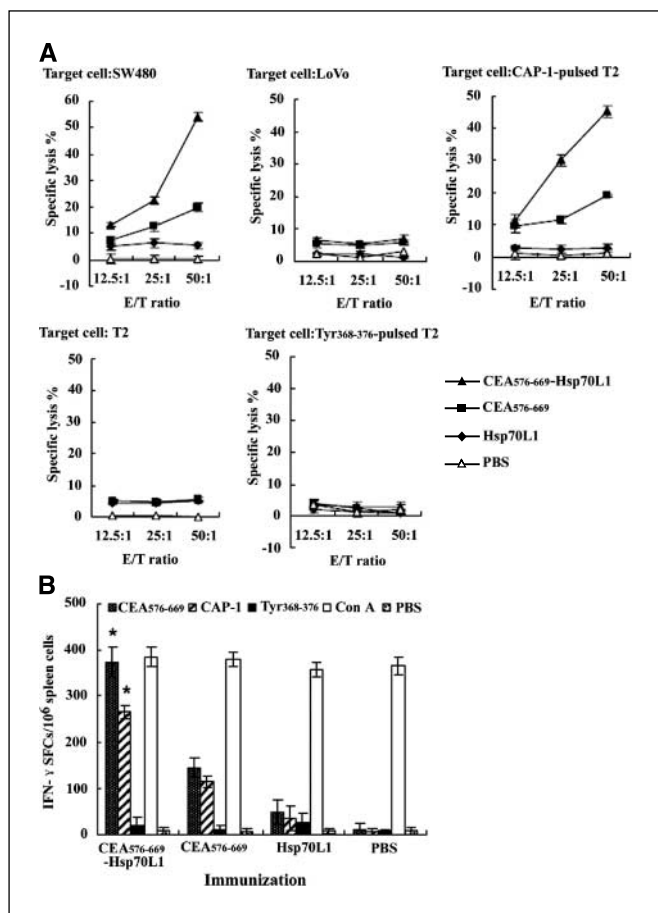 A
Target cell:SW480
Target cell:LoVo
Target cell:CAP-1-pulsed T2
Specific lysis %
60
50
40
30
20
10
0
-10
12.5:1 25:1 50:1
E/T ratio
Specific lysis %
50
40
30
20
10
0
-10
12.5:1 25:1 50:1
E/T ratio
Specific lysis %
50
40
30
20
10
0
-10
12.5:1 25:1 50:1
E/T ratio
Target cell: T2
Target cell:Tyr368-376-pulsed T2
Specific lysis %
50
40
30
20
10
0
12.5:1 25:1 50:1
E/T ratio
Specific lysis %
50
40
30
20
10
0
-10
12.5:1 25:1 50:1
E/T ratio
CEA576-669-Hsp70L1
CEA576-669
Hsp70L1
PBS
B
CEA576-669 CAP-1 Tyr368-376 Con A PBS
IFN- γ SFCs/10⁶ spleen cells
500
400
300
200
100
0
* *
CEA576-669
-Hsp70L1
CEA576-669
Hsp70L1
PBS
Immunization